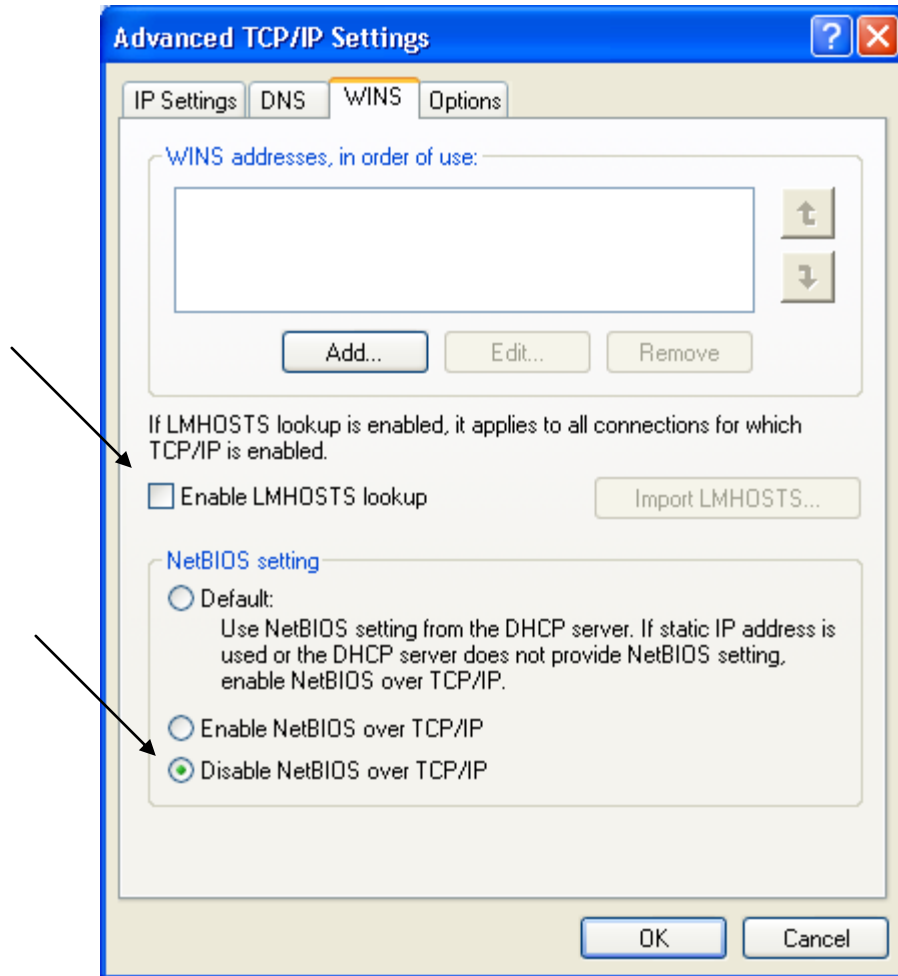 Advanced TCP/IP Settings
?
IP Settings DNS WINS Options
WINS addresses, in order of use:
Add... Edit... Remove
If LMHOSTS lookup is enabled, it applies to all connections for which
TCP/IP is enabled.
Enable LMHOSTS lookup Import LMHOSTS...
NetBIOS setting
Default:
Use NetBIOS setting from the DHCP server. If static IP address is
used or the DHCP server does not provide NetBIOS setting,
enable NetBIOS over TCP/IP.
Enable NetBIOS over TCP/IP
Disable NetBIOS over TCP/IP
OK Cancel